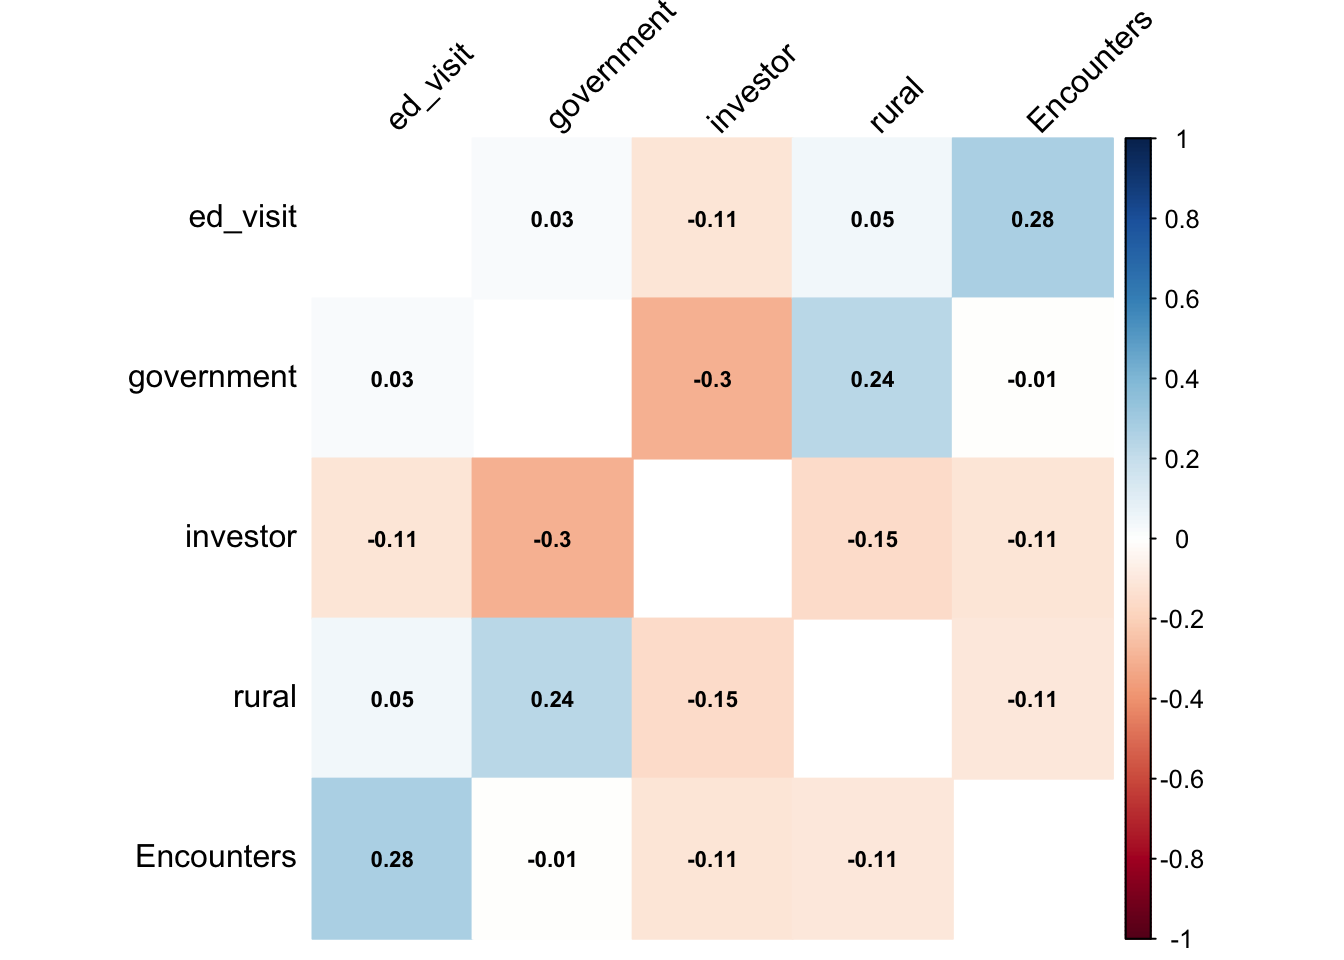 ed_visit government investor rural Encounters
ed_visit 0.03 -0.11 0.05 0.28
government 0.03 -0.3 0.24 -0.01
investor -0.11 -0.3 -0.15 -0.11
rural 0.05 0.24 -0.15 -0.11
Encounters 0.28 -0.01 -0.11 -0.11
1
0.8
0.6
0.4
0.2
0
-0.2
-0.4
-0.6
-0.8
-1